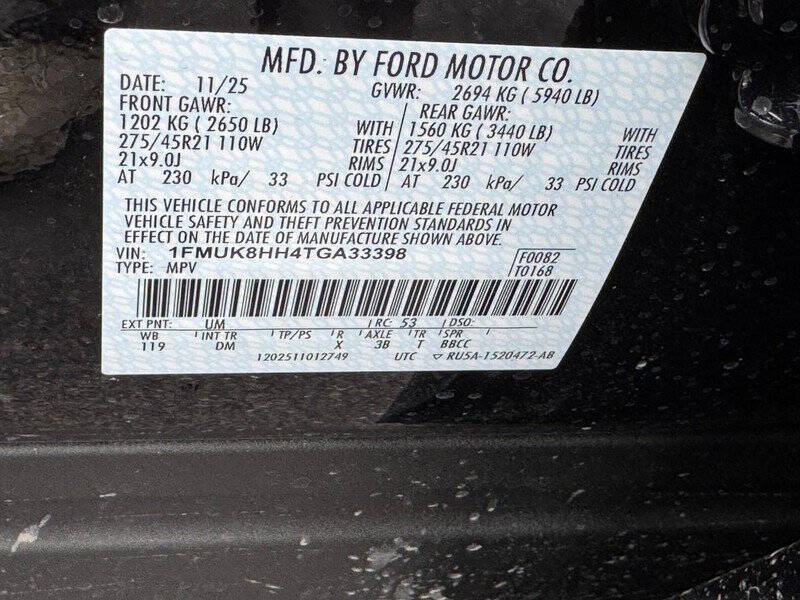 MFD. BY FORD MOTOR CO.
DATE: 11/25 GVWR: 2694 KG ( 5940 LB)
FRONT GAWR: REAR GAWR:
1202 KG ( 2650 LB) WITH 1560 KG ( 3440 LB) WITH
275/45R21 110W TIRES 275/45R21 110W TIRES
21x9.0J RIMS 21x9.0J RIMS
AT 230 kPa/ 33 PSI COLD AT 230 kPa/ 33 PSI COLD
THIS VEHICLE CONFORMS TO ALL APPLICABLE FEDERAL MOTOR
VEHICLE SAFETY AND THEFT PREVENTION STANDARDS IN
EFFECT ON THE DATE OF MANUFACTURE SHOWN ABOVE.
VIN: 1FMUK8HH4TGA33398 F0082
TYPE: MPV T0168
EXT PNT: UM RC: 53 DSO:
WB INT TR TP/PS R AXLE TR SPR
119 DM X 3B T BBCC
1202511012749 UTC ▽ RU5A-1520472-AB